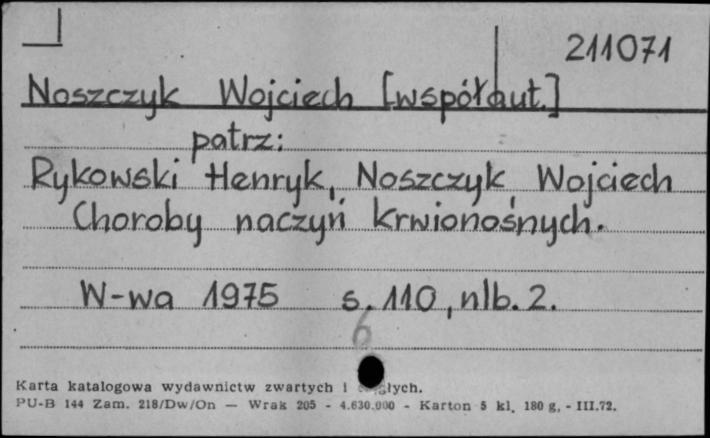 211071
Noszczyk Wojciech [współaut.]
patrz:
Rykowski Henryk, Noszczyk Wojciech
Choroby naczyń krwionośnych.
W-wa 1975 s. 110, nlb. 2.
6
Karta katalogowa wydawnictw zwartych i
PU-B 144 Zam. 218/Dw/On — Wrak 205 - 4.630.000 - Karton 5 kl. 180 g. - III.72.